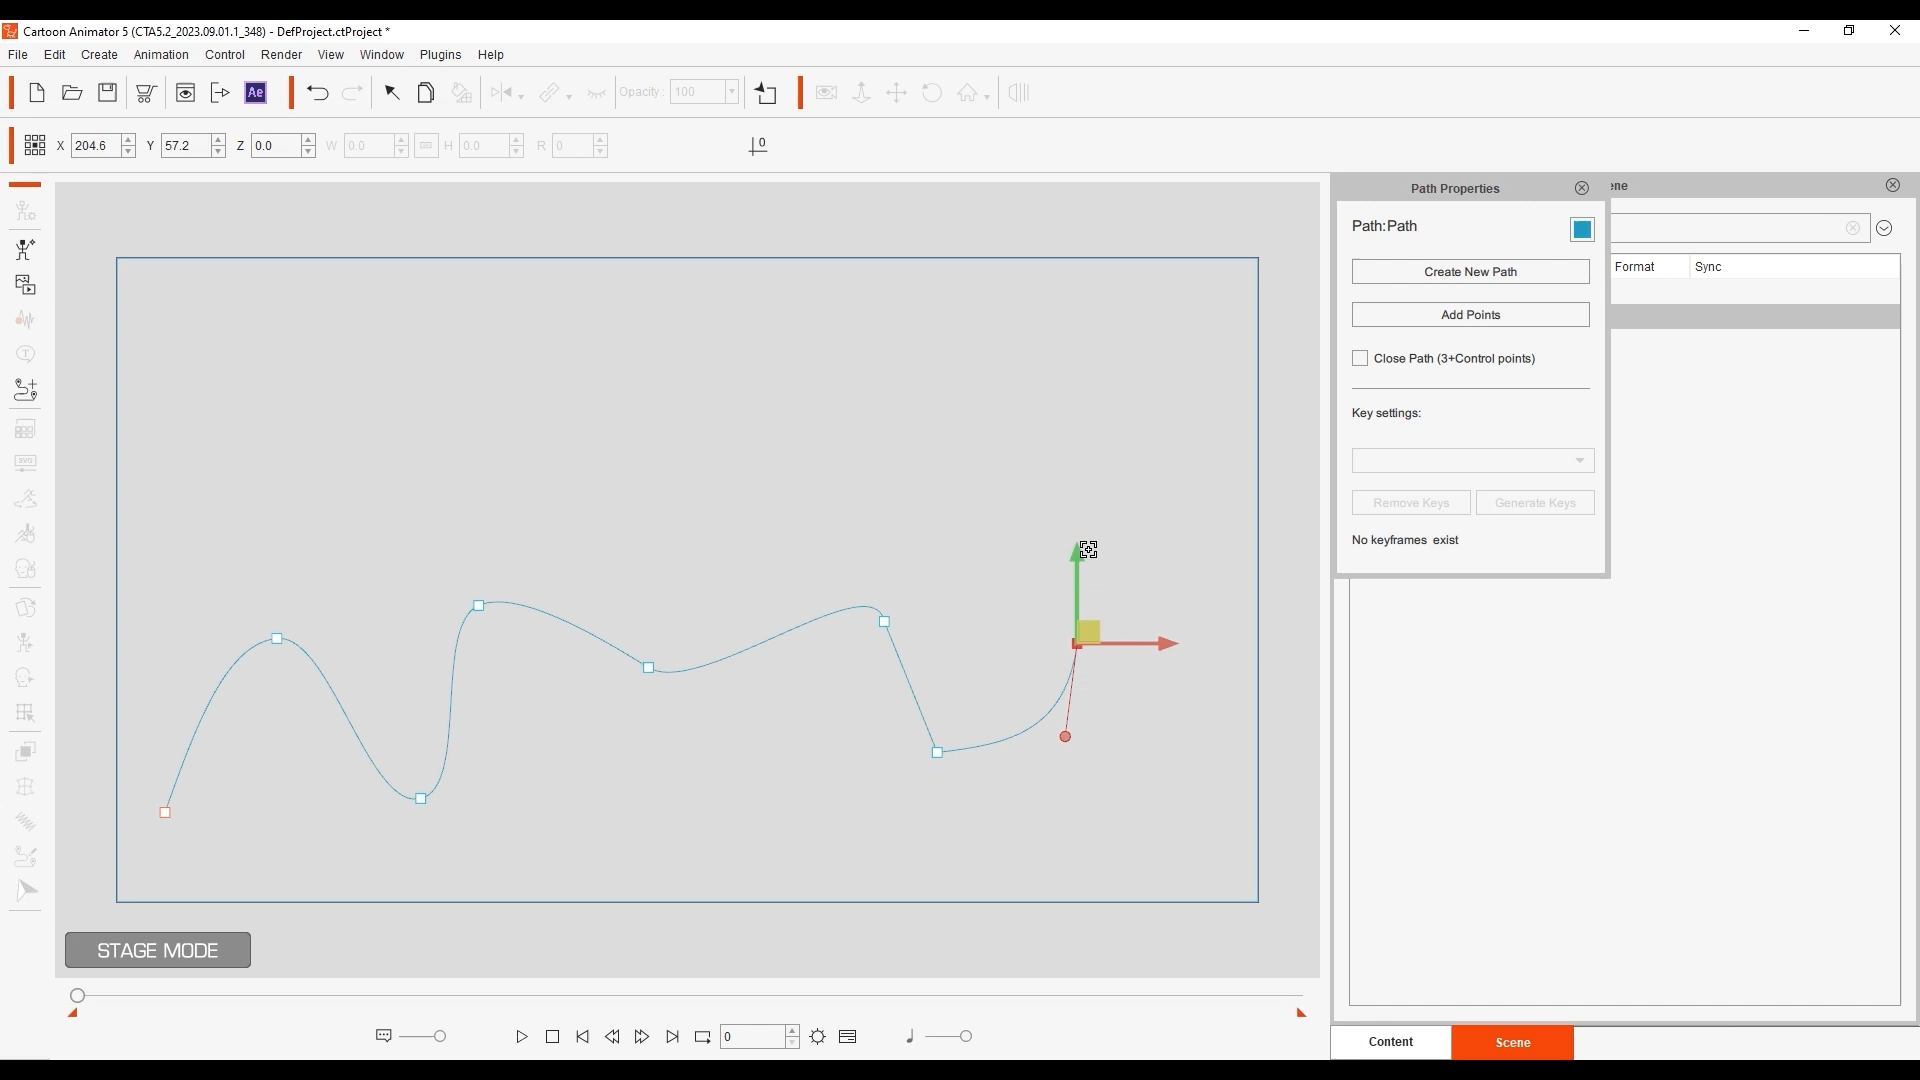 Cartoon Animator 5 (CTA5.2_2023.09.01.1_348) - DefProject.ctProject *
File Edit Create Animation Control Render View Window Plugins Help
Ae Opacity : 100
X 204.6 Y 57.2 Z 0.0 W 0.0 H 0.0 R 0 0
Path Properties
ene
Path:Path
Create New Path
Format Sync
Add Points
Close Path (3+Control points)
Key settings:
Remove Keys Generate Keys
No keyframes exist
SVG
STAGE MODE
0
Content Scene